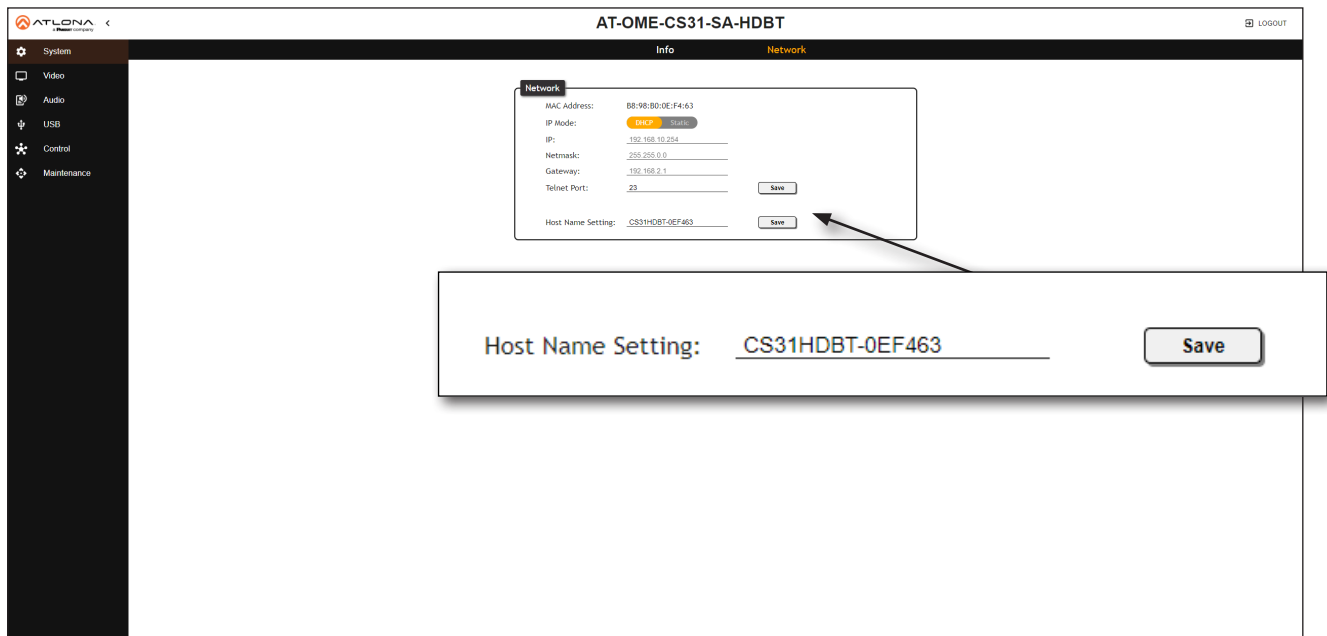 ATLONA
a Panduit company
AT-OME-CS31-SA-HDBT
LOGOUT
System
Video
Audio
USB
Control
Maintenance
Info Network
Network
MAC Address: B8:98:B0:0E:F4:63
IP Mode: DHCP Static
IP: 192.168.10.254
Netmask: 255.255.0.0
Gateway: 192.168.2.1
Telnet Port: 23 Save
Host Name Setting: CS31HDBT-0EF463 Save
Host Name Setting: CS31HDBT-0EF463 Save